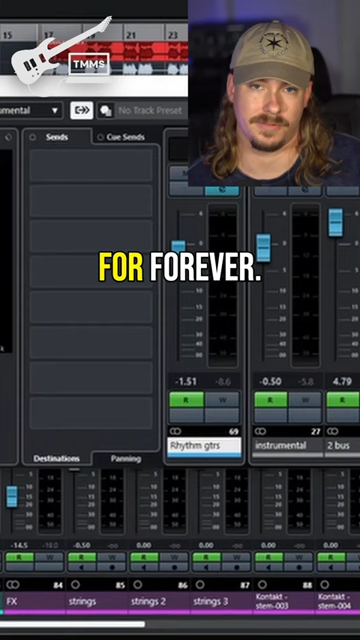 15 17 19 21 23
TMMS
umental
No Track Preset
Sends Cue Sends
FOR FOREVER.
-1.51 -8.6 -0.50 -5.8 4.79
R W R W R
69 27
Rhythm gtrs instrumental 2 bus
Destinations Panning
-14.5 -0.50 0.00 0.00 0.00 0.00
R W R W R W R W R W R W
84 85 86 87 88
FX strings strings 2 strings 3 Kontakt - stem-003 Kontakt - stem-004